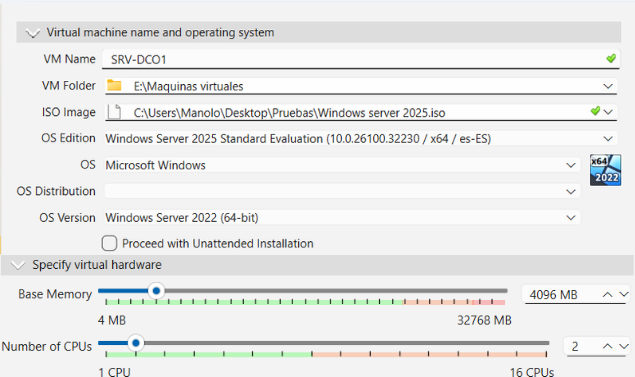 Virtual machine name and operating system
VM Name SRV-DCO1
VM Folder E:\Maquinas virtuales
ISO Image C:\Users\Manolo\Desktop\Pruebas\Windows server 2025.iso
OS Edition Windows Server 2025 Standard Evaluation (10.0.26100.32230 / x64 / es-ES)
OS Microsoft Windows
x64
2022
OS Distribution
OS Version Windows Server 2022 (64-bit)
Proceed with Unattended Installation
Specify virtual hardware
Base Memory 4096 MB
4 MB 32768 MB
Number of CPUs 2
1 CPU 16 CPUs